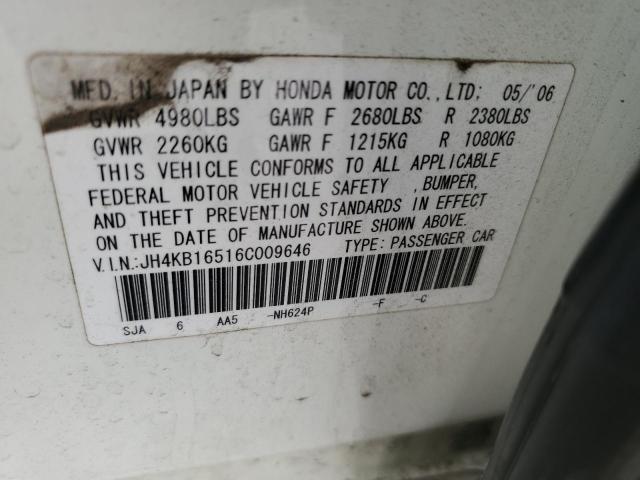 MFD. IN JAPAN BY HONDA MOTOR CO.,LTD: 05/'06
GVWR 4980LBS GAWR F 2680LBS R 2380LBS
GVWR 2260KG GAWR F 1215KG R 1080KG
THIS VEHICLE CONFORMS TO ALL APPLICABLE
FEDERAL MOTOR VEHICLE SAFETY ,BUMPER,
AND THEFT PREVENTION STANDARDS IN EFFECT
ON THE DATE OF MANUFACTURE SHOWN ABOVE.
V.I.N.:JH4KB16516C009646 TYPE: PASSENGER CAR
SJA 6 AA5 -NH624P -F -C